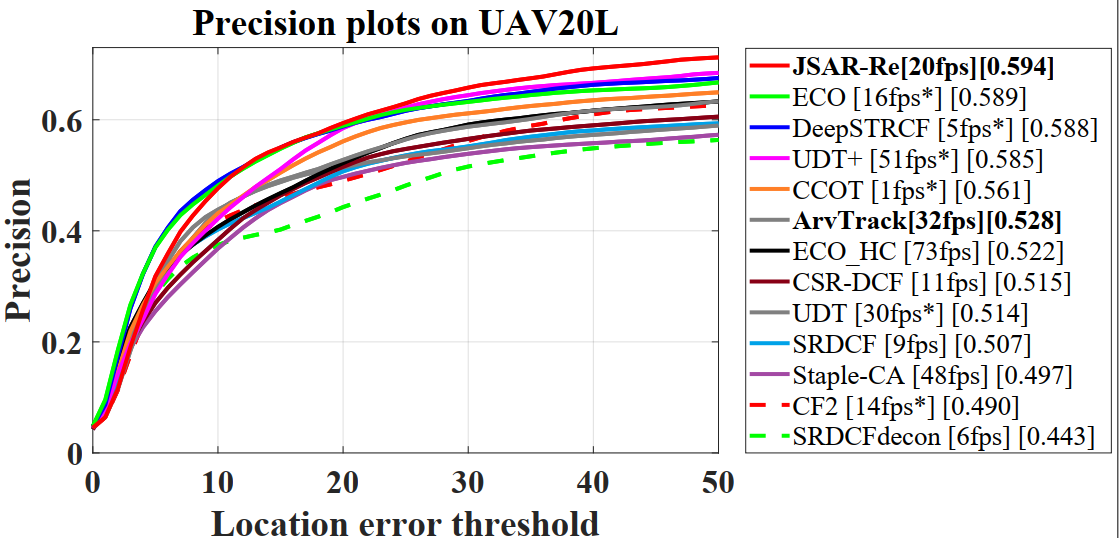 Precision plots on UAV20L
Precision
0.6
0.4
0.2
0
0 10 20 30 40 50
Location error threshold
JSAR-Re[20fps][0.594]
ECO [16fps*] [0.589]
DeepSTRCF [5fps*] [0.588]
UDT+ [51fps*] [0.585]
CCOT [1fps*] [0.561]
ArvTrack[32fps][0.528]
ECO_HC [73fps] [0.522]
CSR-DCF [11fps] [0.515]
UDT [30fps*] [0.514]
SRDCF [9fps] [0.507]
Staple-CA [48fps] [0.497]
CF2 [14fps*] [0.490]
SRDCFdecon [6fps] [0.443]